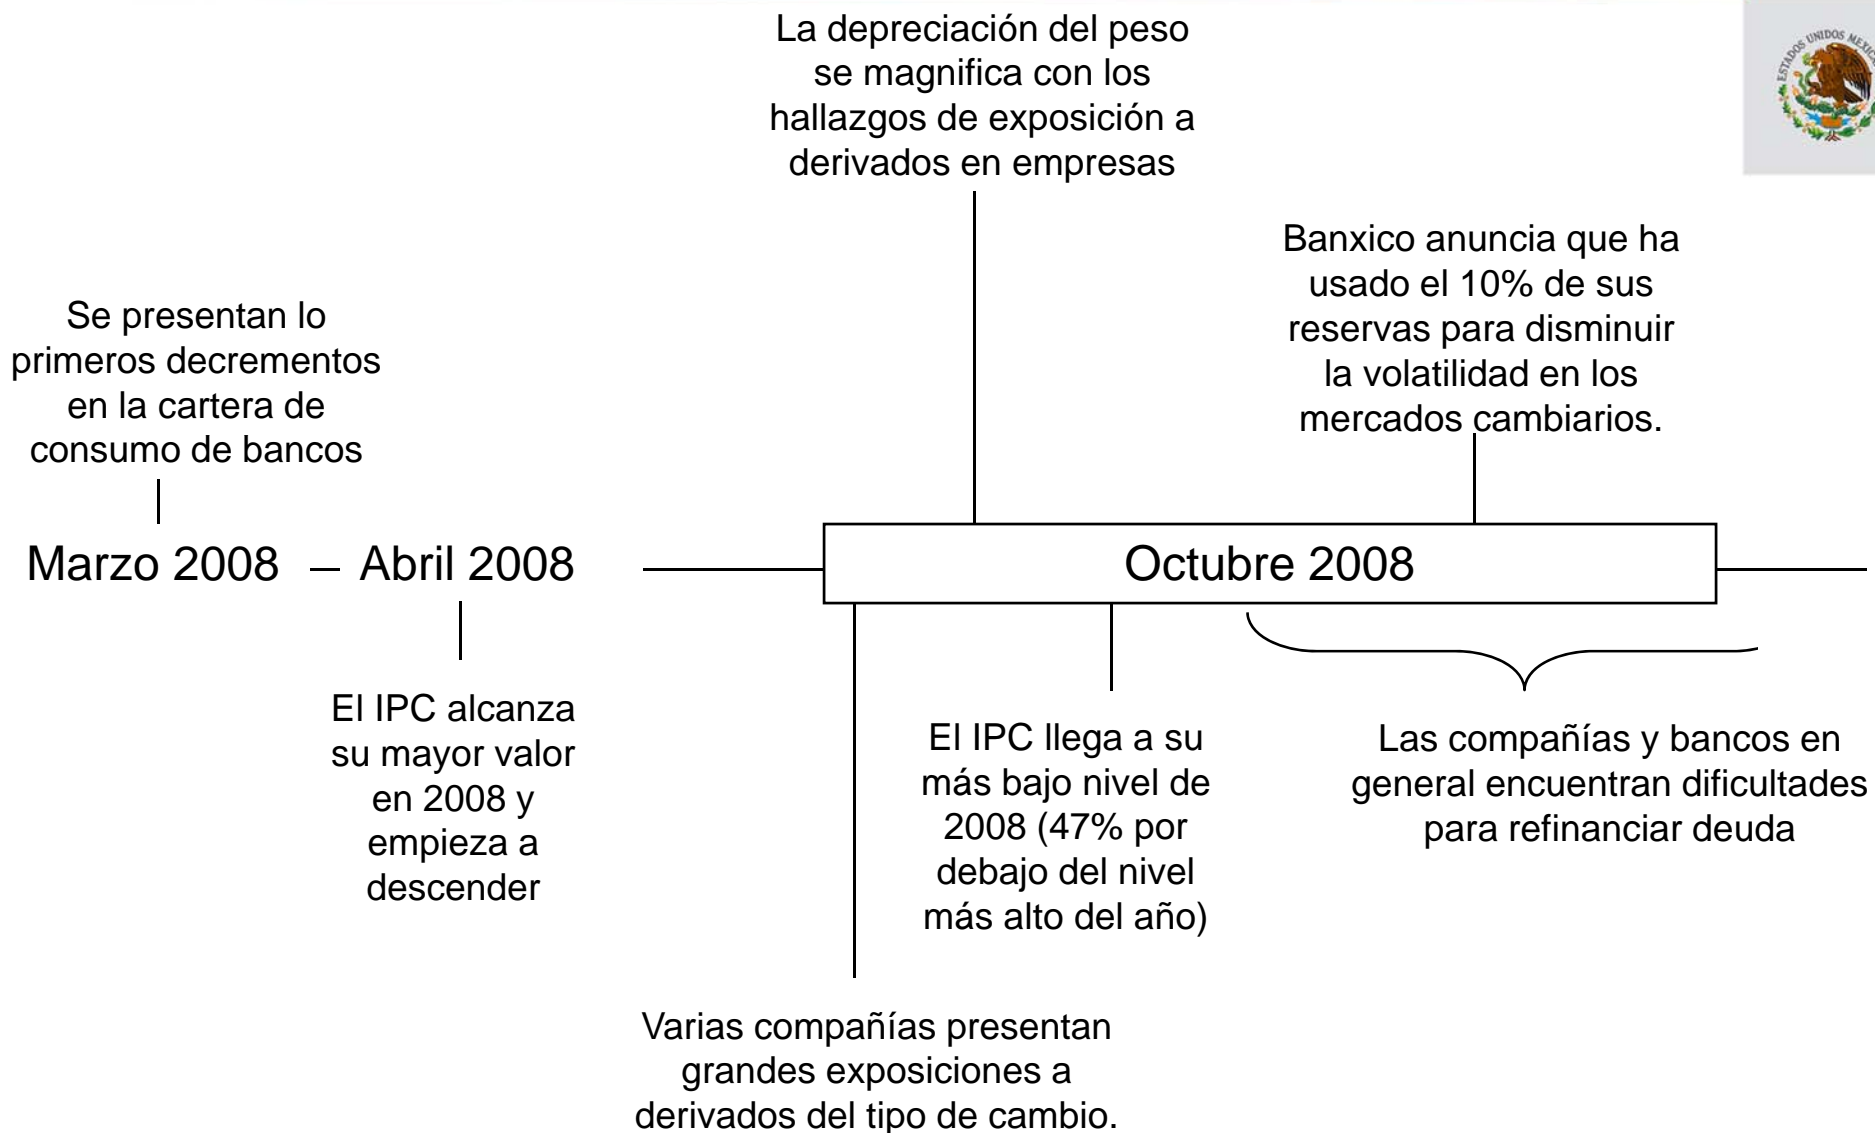 La depreciación del peso
se magnifica con los
hallazgos de exposición a
derivados en empresas
ESTADOS UNIDOS
Banxico anuncia que ha
usado el 10% de sus
reservas para disminuir
la volatilidad en los
mercados cambiarios.
Se presentan lo
primeros decrementos
en la cartera de
consumo de bancos
Marzo 2008
Abril 2008
Octubre 2008
El IPC alcanza
su mayor valor
en 2008 y
empieza a
descender
El IPC llega a su
más bajo nivel de
2008 (47% por
debajo del nivel
más alto del año)
Las compañías y bancos en
general encuentran dificultades
para refinanciar deuda
Varias compañías presentan
grandes exposiciones a
derivados del tipo de cambio.